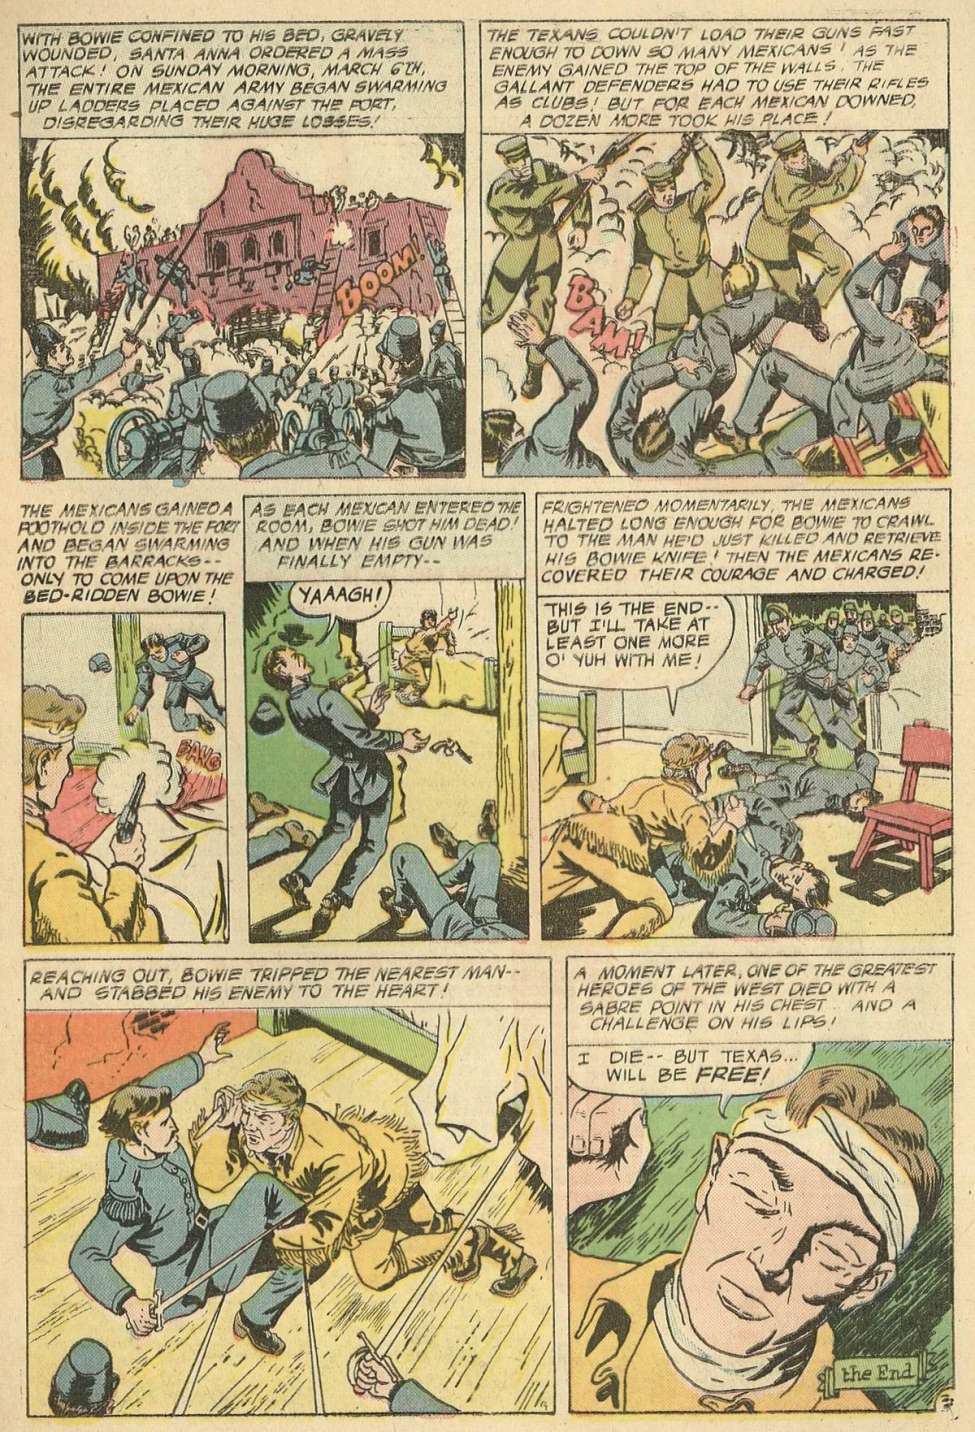 WITH BOWIE CONFINED TO HIS BED, GRAVELY
WOUNDED, SANTA ANNA ORDERED A MASS
ATTACK! ON SUNDAY MORNING, MARCH 6TH,
THE ENTIRE MEXICAN ARMY BEGAN SWARMING
UP LADDERS PLACED AGAINST THE FORT,
DISREGARDING THEIR HUGE LOSSES!
BOOM!
THE TEXANS COULDN'T LOAD THEIR GUNS FAST
ENOUGH TO DOWN SO MANY MEXICANS! AS THE
ENEMY GAINED THE TOP OF THE WALLS, THE
GALLANT DEFENDERS HAD TO USE THEIR RIFLES
AS CLUBS! BUT FOR EACH MEXICAN DOWNED,
A DOZEN MORE TOOK HIS PLACE!
BAM!
THE MEXICANS GAINED A
FOOTHOLD INSIDE THE FORT
AND BEGAN SWARMING
INTO THE BARRACKS--
ONLY TO COME UPON THE
BED-RIDDEN BOWIE!
BANG
AS EACH MEXICAN ENTERED THE
ROOM, BOWIE SHOT HIM DEAD!
AND WHEN HIS GUN WAS
FINALLY EMPTY--
YAAAGH!
FRIGHTENED MOMENTARILY, THE MEXICANS
HALTED LONG ENOUGH FOR BOWIE TO CRAWL
TO THE MAN HE'D JUST KILLED AND RETRIEVE
HIS BOWIE KNIFE! THEN THE MEXICANS RE-
COVERED THEIR COURAGE AND CHARGED!
THIS IS THE END--
BUT I'LL TAKE AT
LEAST ONE MORE
O' YUH WITH ME!
REACHING OUT, BOWIE TRIPPED THE NEAREST MAN--
AND STABBED HIS ENEMY TO THE HEART!
A MOMENT LATER, ONE OF THE GREATEST
HEROES OF THE WEST DIED WITH A
SABRE POINT IN HIS CHEST.. AND A
CHALLENGE ON HIS LIPS!
I DIE-- BUT TEXAS...
WILL BE FREE!
the End